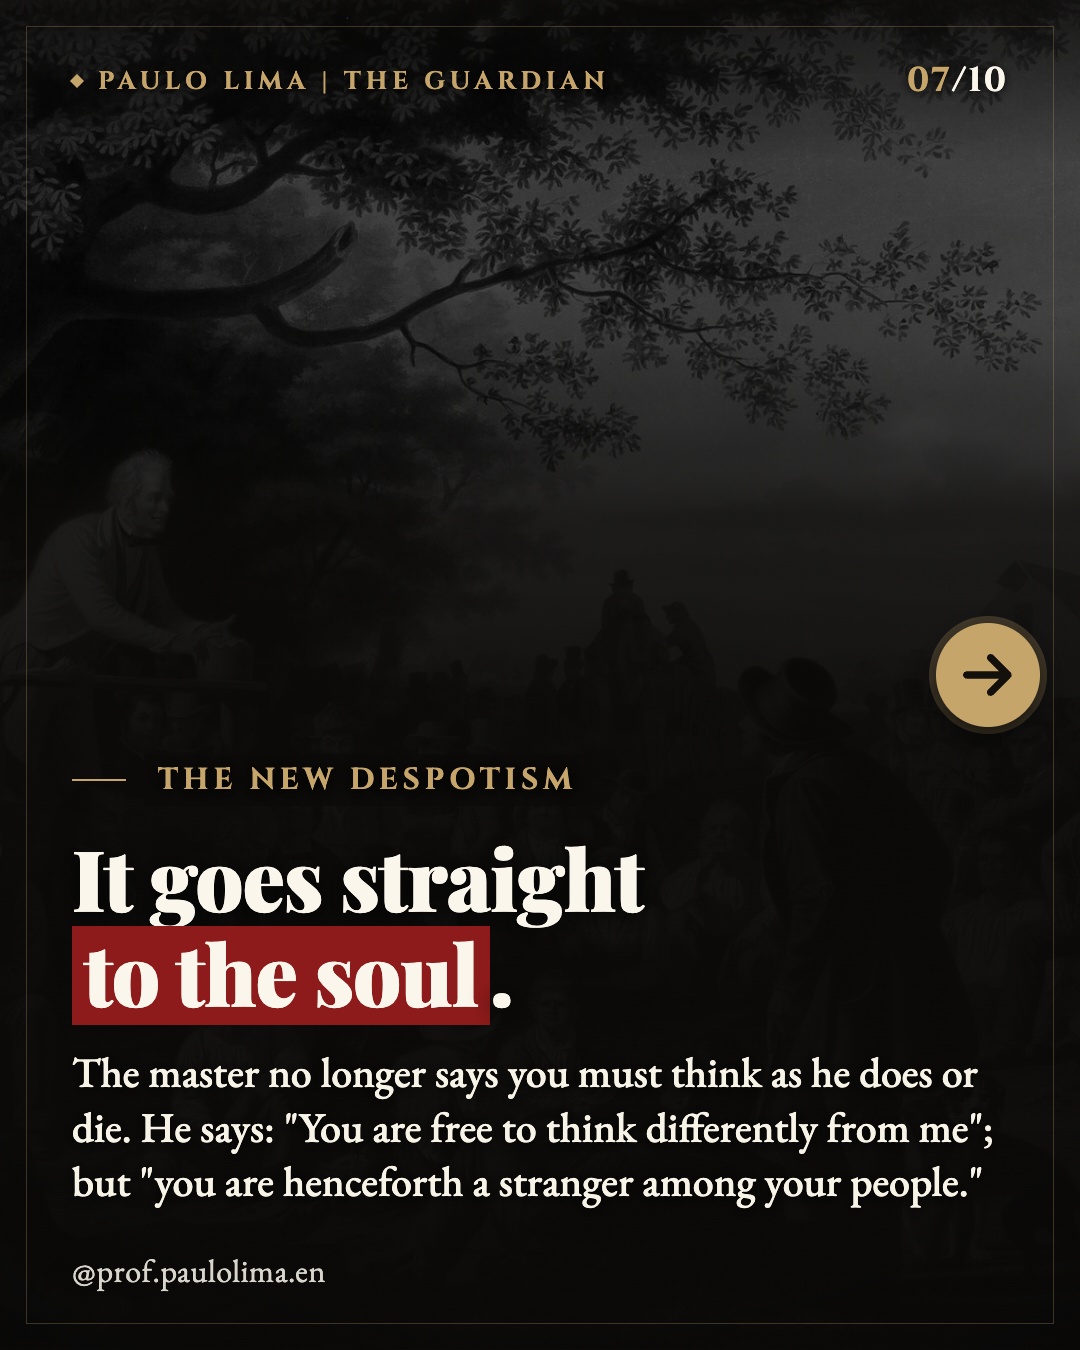 ◆ PAULO LIMA | THE GUARDIAN
07/10
THE NEW DESPOTISM
It goes straight
to the soul.
The master no longer says you must think as he does or
die. He says: "You are free to think differently from me";
but "you are henceforth a stranger among your people."
@prof.paulolima.en